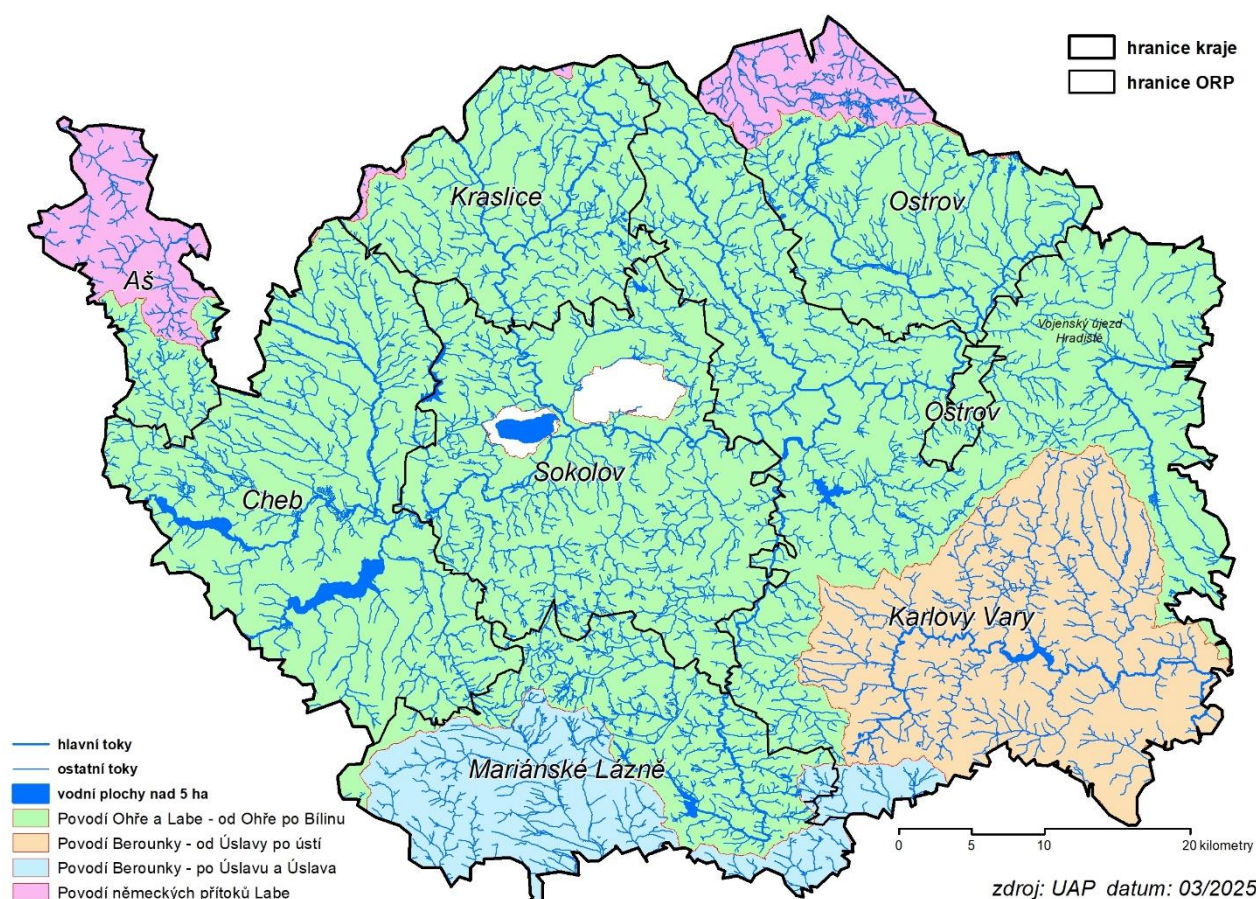 hranice kraje
hranice ORP
Kraslice
Ostrov
Aš
Vojenský újezd
Hradiště
Ostrov
Sokolov
Cheb
Karlovy Vary
Mariánské Lázně
hlavní toky
ostatní toky
vodní plochy nad 5 ha
Povodí Ohře a Labe - od Ohře po Bílinu
Povodí Berounky - od Úslavy po ústí
Povodí Berounky - po Úslavu a Úslava
Povodí německých přítoků Labe
0 5 10 20 kilometry
zdroj: UAP datum: 03/2025